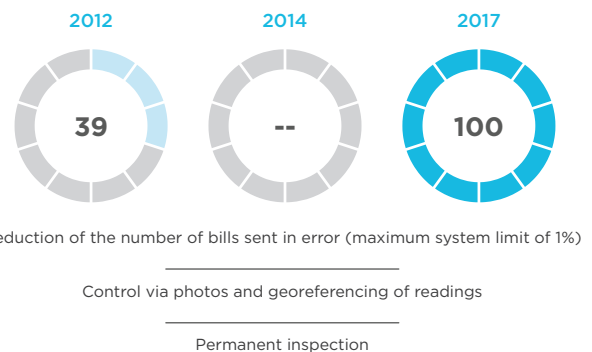 2012 2014 2017
39 -- 100
eduction of the number of bills sent in error (maximum system limit of 1%)
Control via photos and georeferencing of readings
Permanent inspection